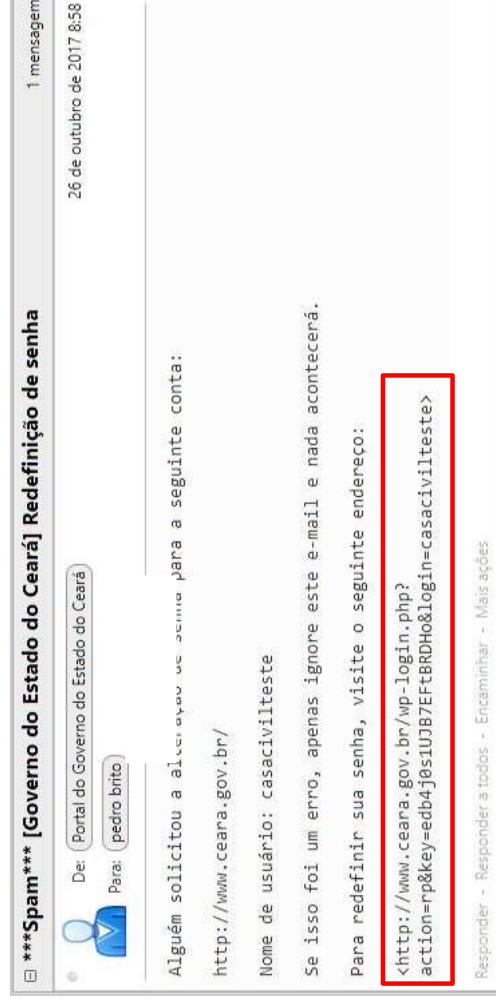 ***Spam*** [Governo do Estado do Ceará] Redefinição de senha 1 mensagem
De: Portal do Governo do Estado do Ceará 26 de outubro de 2017 8:58
Para: pedro brito
Alguém solicitou a alteração de senha para a seguinte conta:
http://www.ceara.gov.br/
Nome de usuário: casacivilteste
Se isso foi um erro, apenas ignore este e-mail e nada acontecerá.
Para redefinir sua senha, visite o seguinte endereço:
<http://www.ceara.gov.br/wp-login.php?
action=rp&key=edb4j0s1UJB7EFtBRDHo&login=casacivilteste>
Responder - Responder a todos - Encaminhar - Mais ações